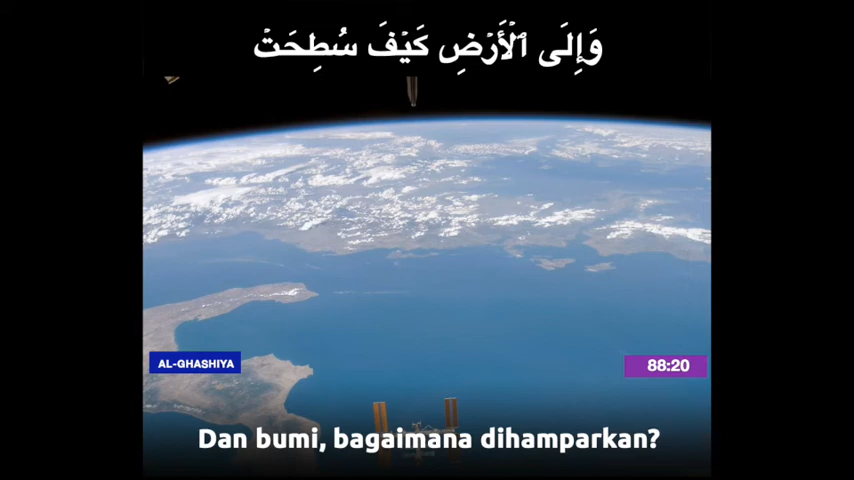 وَإِلَى ٱلْأَرْضِ كَيْفَ سُطِحَتْ
AL-GHASHIYA
88:20
Dan bumi, bagaimana dihamparkan?